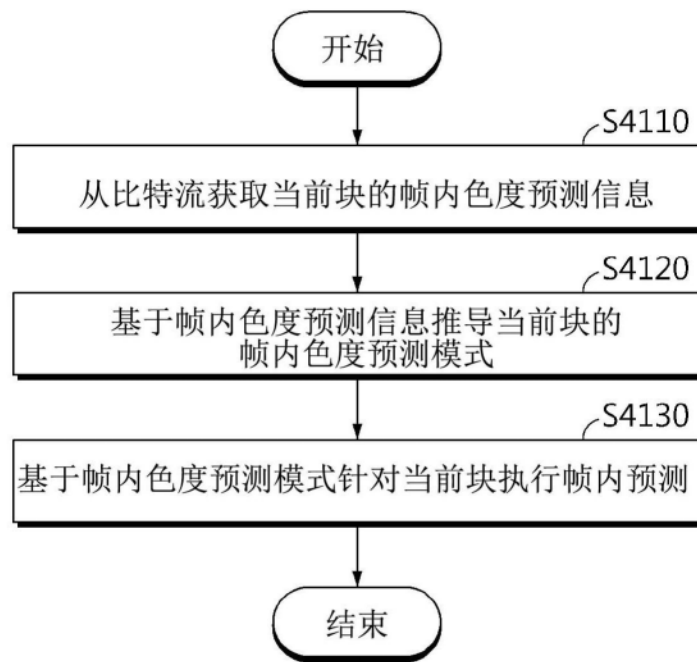 开始
S4110
从比特流获取当前块的帧内色度预测信息
S4120
基于帧内色度预测信息推导当前块的
帧内色度预测模式
S4130
基于帧内色度预测模式针对当前块执行帧内预测
结束